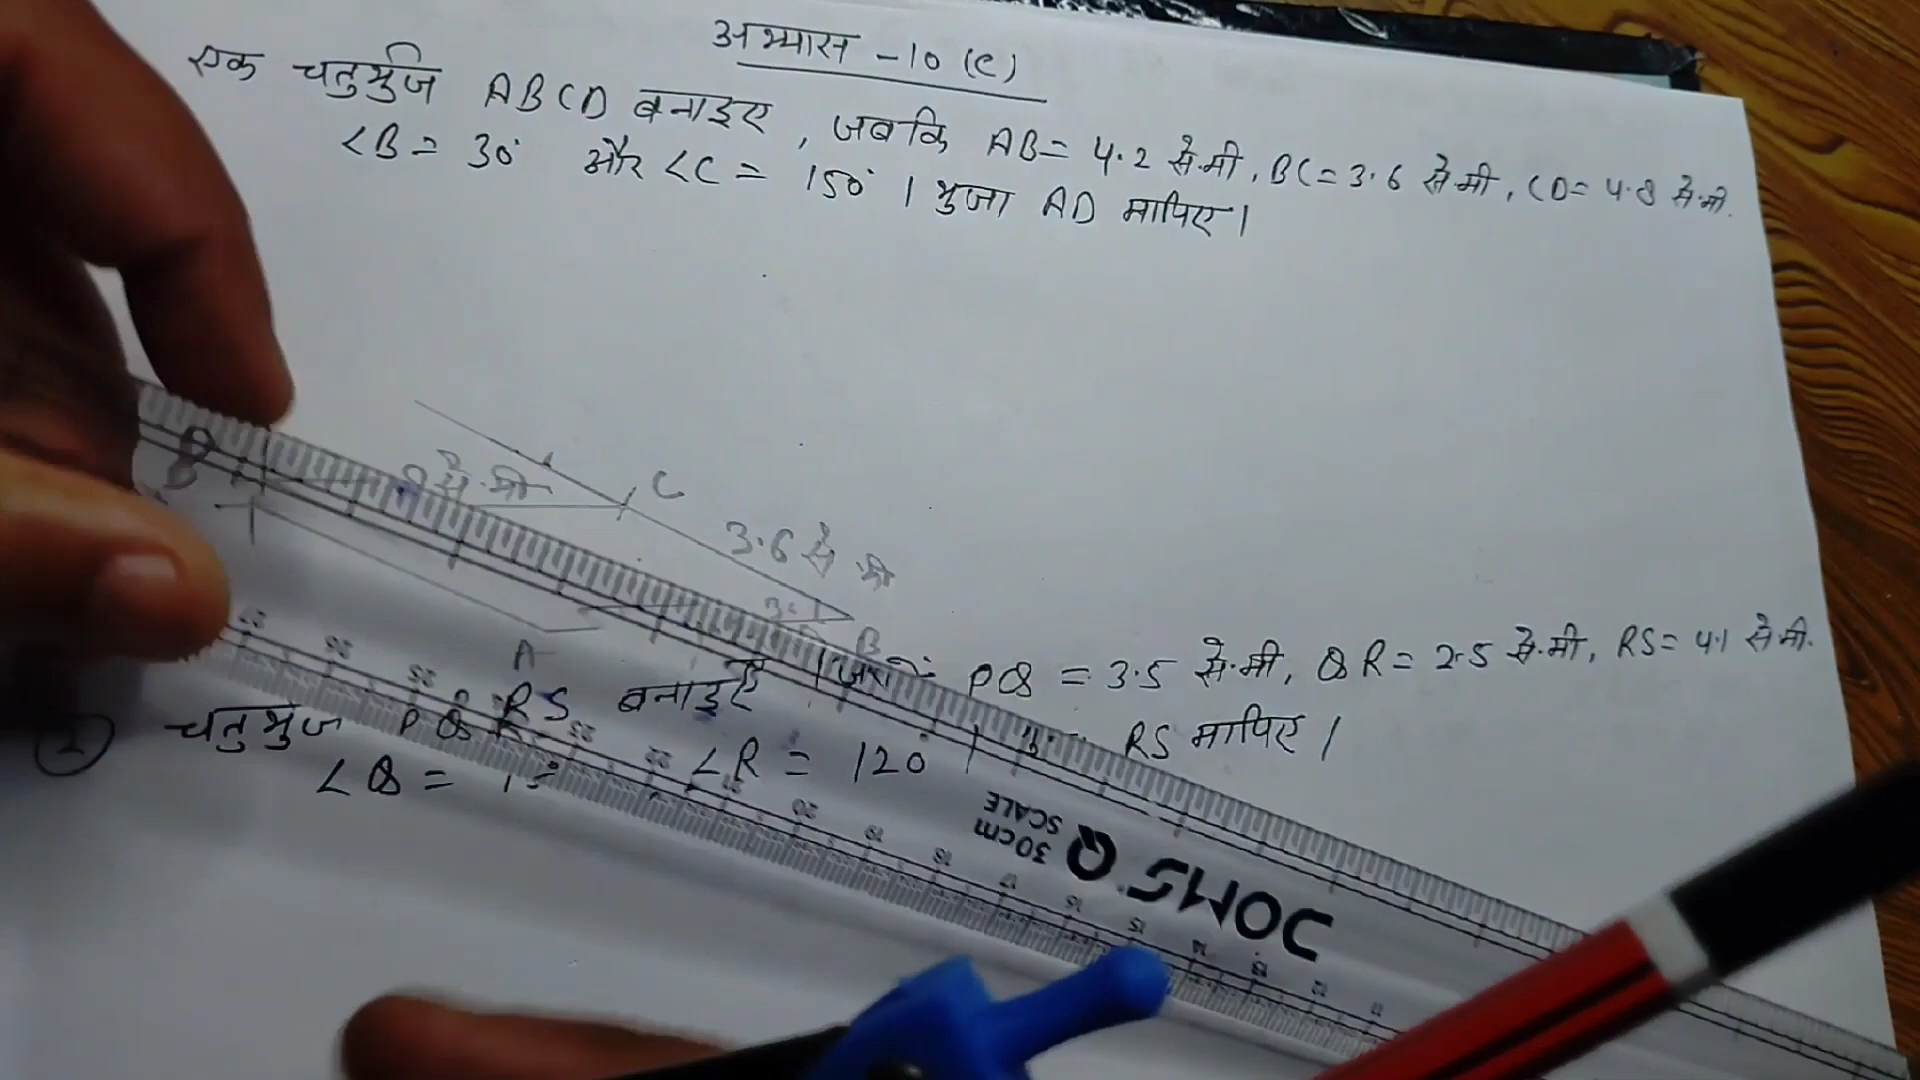 अभ्यास - 10 (e)
एक चतुर्भुज ABCD बनाइए, जबकि AB = 4.2 से.मी, BC = 3.6 से.मी, CD = 4.8 से.मी.
∠B = 30° और ∠C = 150° । भुजा AD मापिए।
C
से.मी
3.6 से.मी
B
A
② चतुर्भुज PQRS बनाइए PQ = 3.5 से.मी, QR = 2.5 से.मी, RS = 4.1 से.मी.
∠Q = ∠R = 120° । RS मापिए।
30cm SCALE
JOMS